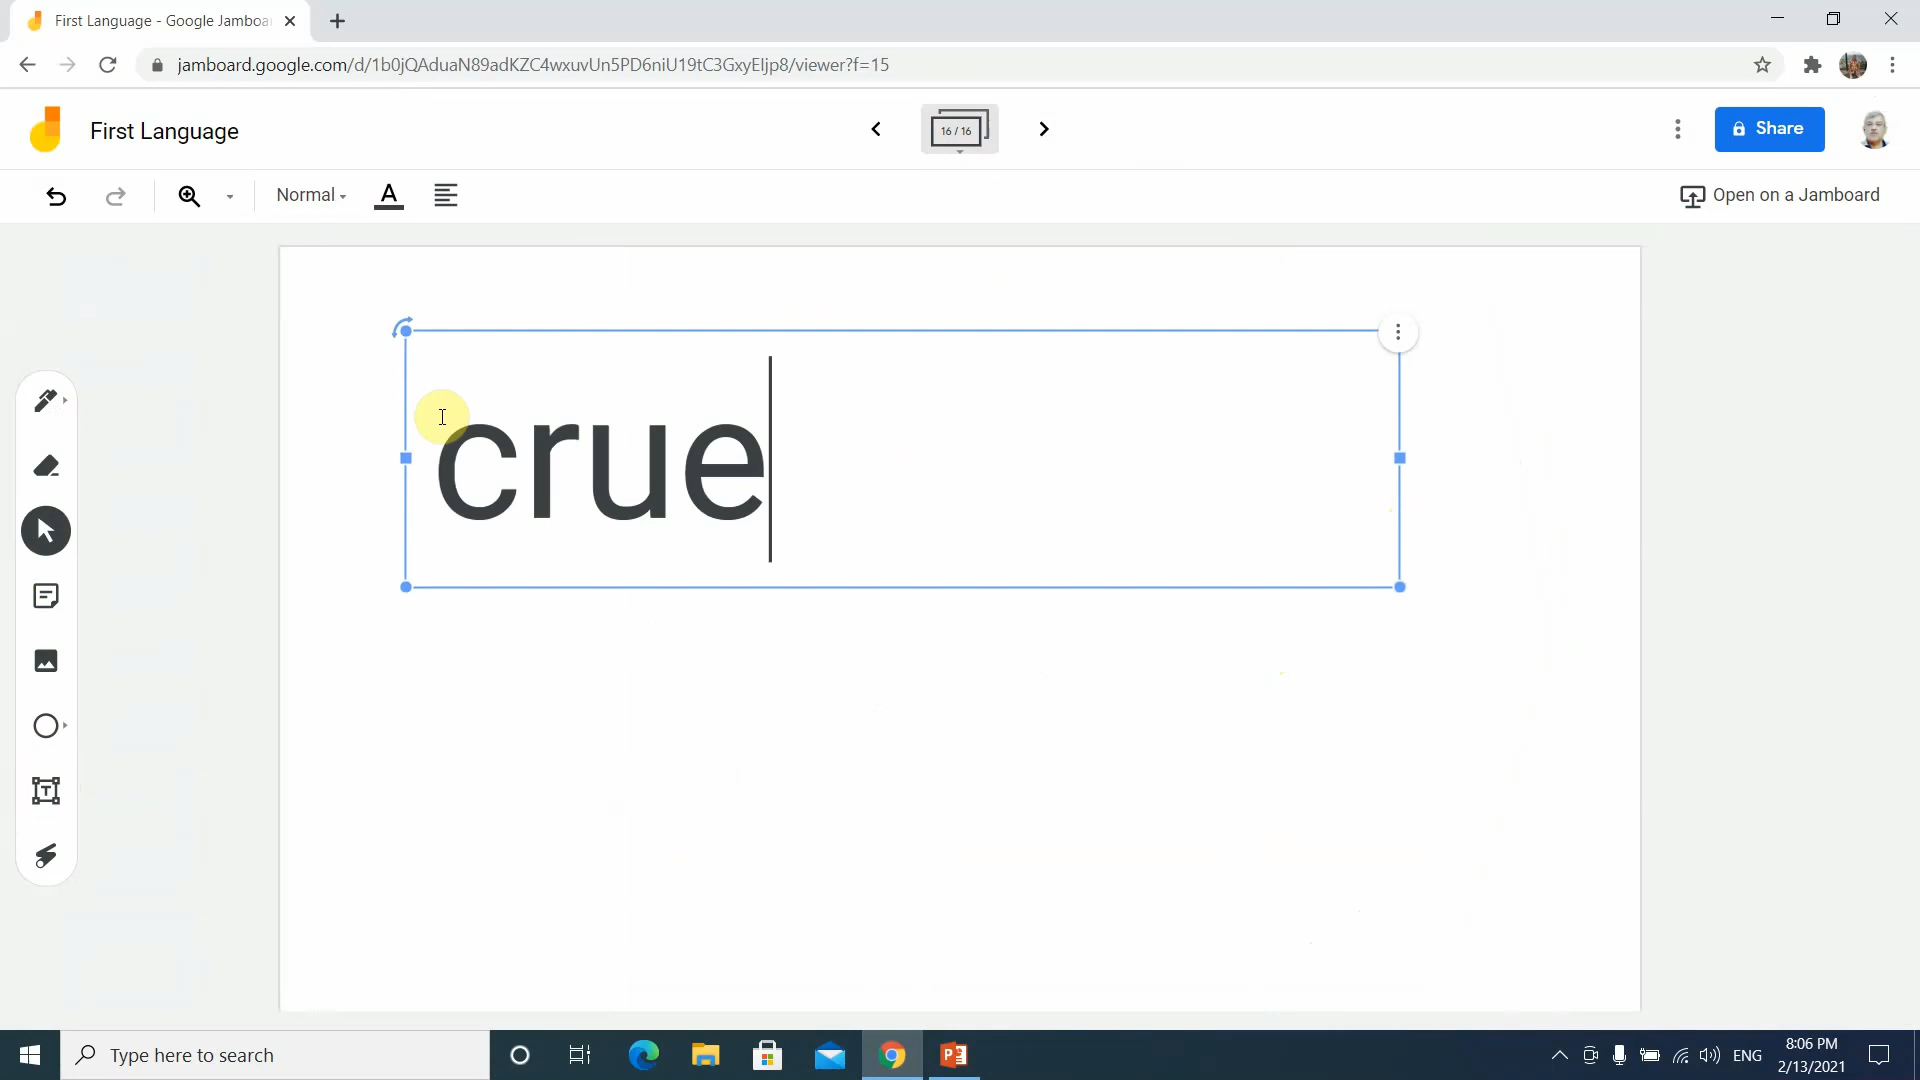 First Language - Google Jamboa
jamboard.google.com/d/1b0jQAduaN89adKZC4wxuvUn5PD6niU19tC3GxyEljp8/viewer?f=15
First Language
16 / 16
Share
Normal
A
Open on a Jamboard
crue
Type here to search
ENG
8:06 PM
2/13/2021